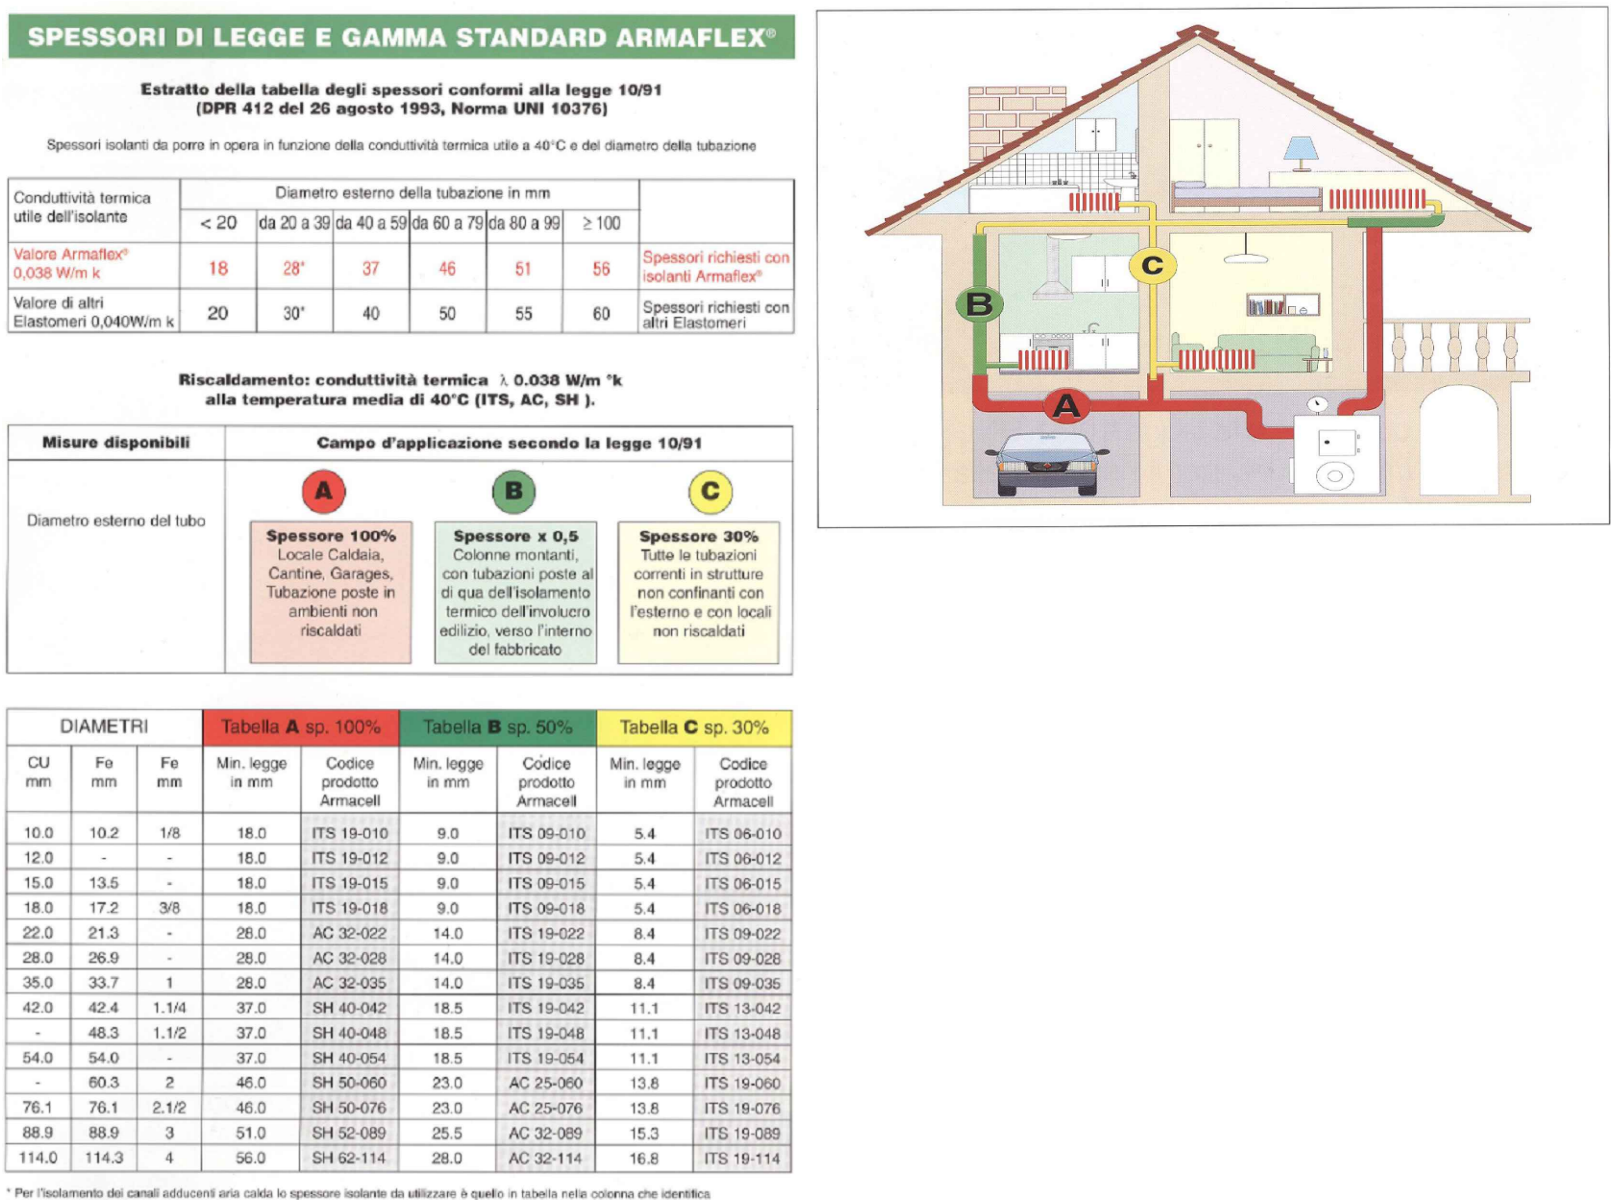 SPESSORI DI LEGGE E GAMMA STANDARD ARMAFLEX®
Estratto della tabella degli spessori conformi alla legge 10/91
(DPR 412 del 26 agosto 1993, Norma UNI 10376)
Spessori isolanti da porre in opera in funzione della conduttività termica utile a 40°C e del diametro della tubazione
Conduttività termica
utile dell'isolante
Diametro esterno della tubazione in mm
< 20 da 20 a 39 da 40 a 59 da 60 a 79 da 80 a 99 ≥ 100
Valore Armaflex®
0,038 W/m k
18 28* 37 46 51 56
Spessori richiesti con
isolanti Armaflex®
Valore di altri
Elastomeri 0,040W/m k
20 30* 40 50 55 60
Spessori richiesti con
altri Elastomeri
Riscaldamento: conduttività termica λ 0.038 W/m °k
alla temperatura media di 40°C (ITS, AC, SH ).
Misure disponibili
Campo d'applicazione secondo la legge 10/91
Diametro esterno del tubo
A
Spessore 100%
Locale Caldaia,
Cantine, Garages,
Tubazione poste in
ambienti non
riscaldati
B
Spessore x 0,5
Colonne montanti,
con tubazioni poste al
di qua dell'isolamento
termico dell'involucro
edilizio, verso l'interno
del fabbricato
C
Spessore 30%
Tutte le tubazioni
correnti in strutture
non confinanti con
l'esterno e con locali
non riscaldati
DIAMETRI Tabella A sp. 100% Tabella B sp. 50% Tabella C sp. 30%
CU Fe Fe Min. legge Codice Min. legge Codice Min. legge Codice
mm mm mm in mm prodotto in mm prodotto in mm prodotto
Armacell Armacell Armacell
10.0 10.2 1/8 18.0 ITS 19-010 9.0 ITS 09-010 5.4 ITS 06-010
12.0 - - 18.0 ITS 19-012 9.0 ITS 09-012 5.4 ITS 06-012
15.0 13.5 - 18.0 ITS 19-015 9.0 ITS 09-015 5.4 ITS 06-015
18.0 17.2 3/8 18.0 ITS 19-018 9.0 ITS 09-018 5.4 ITS 06-018
22.0 21.3 - 28.0 AC 32-022 14.0 ITS 19-022 8.4 ITS 09-022
28.0 26.9 - 28.0 AC 32-028 14.0 ITS 19-028 8.4 ITS 09-028
35.0 33.7 1 28.0 AC 32-035 14.0 ITS 19-035 8.4 ITS 09-035
42.0 42.4 1.1/4 37.0 SH 40-042 18.5 ITS 19-042 11.1 ITS 13-042
- 48.3 1.1/2 37.0 SH 40-048 18.5 ITS 19-048 11.1 ITS 13-048
54.0 54.0 - 37.0 SH 40-054 18.5 ITS 19-054 11.1 ITS 13-054
- 60.3 2 46.0 SH 50-060 23.0 AC 25-060 13.8 ITS 19-060
76.1 76.1 2.1/2 46.0 SH 50-076 23.0 AC 25-076 13.8 ITS 19-076
88.9 88.9 3 51.0 SH 52-089 25.5 AC 32-089 15.3 ITS 19-089
114.0 114.3 4 56.0 SH 62-114 28.0 AC 32-114 16.8 ITS 19-114
* Per l'isolamento dei canali adducenti aria calda lo spessore isolante da utilizzare è quello in tabella nella colonna che identifica
C
B
A